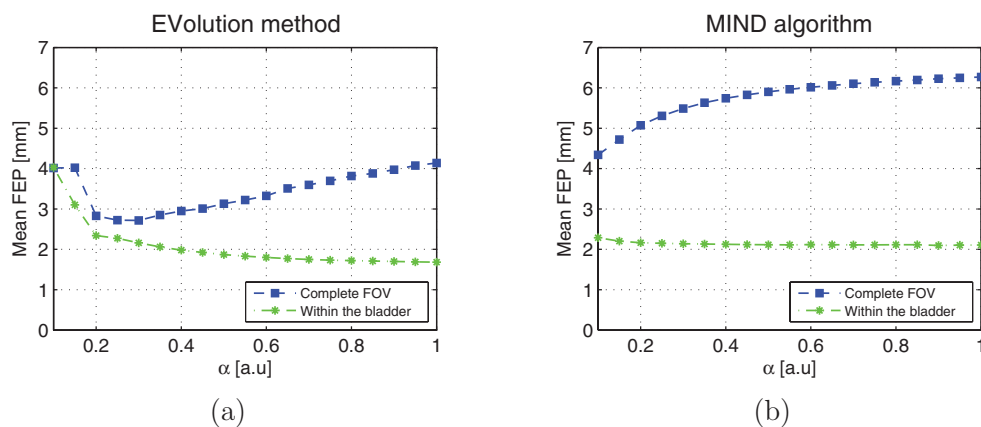 EVolution method
7
6
5
4
3
2
1
0
Mean FEP [mm]
Complete FOV
Within the bladder
0.2 0.4 0.6 0.8 1
α [a.u]
(a)
MIND algorithm
7
6
5
4
3
2
1
0
Mean FEP [mm]
Complete FOV
Within the bladder
0.2 0.4 0.6 0.8 1
α [a.u]
(b)